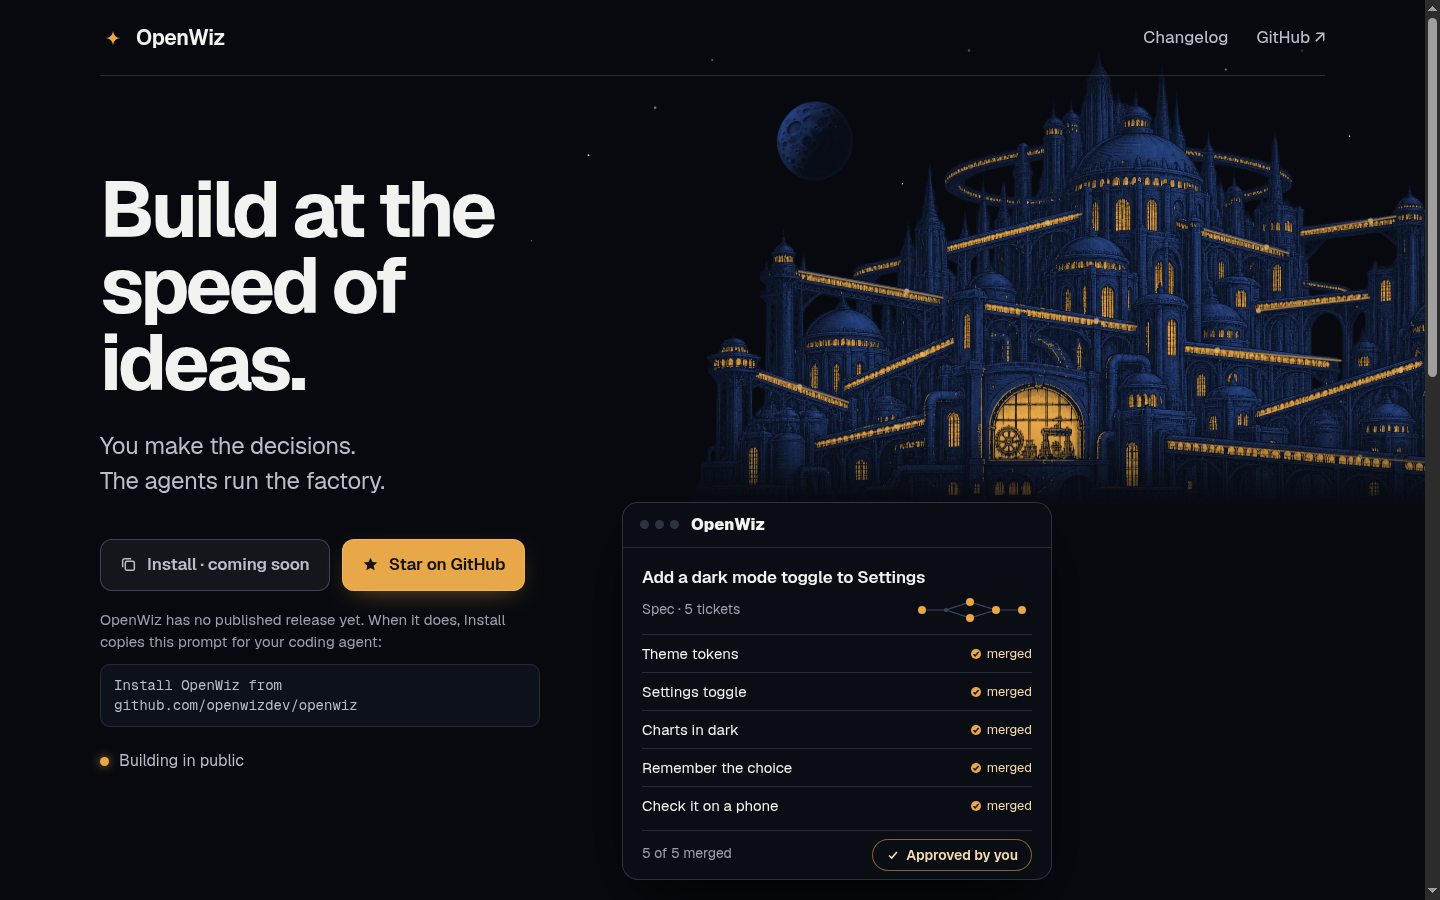 OpenWiz
Changelog
GitHub
Build at the
speed of
ideas.
You make the decisions.
The agents run the factory.
Install · coming soon
Star on GitHub
OpenWiz has no published release yet. When it does, Install
copies this prompt for your coding agent:
Install OpenWiz from
github.com/openwizdev/openwiz
Building in public
OpenWiz
Add a dark mode toggle to Settings
Spec · 5 tickets
Theme tokens merged
Settings toggle merged
Charts in dark merged
Remember the choice merged
Check it on a phone merged
5 of 5 merged
Approved by you